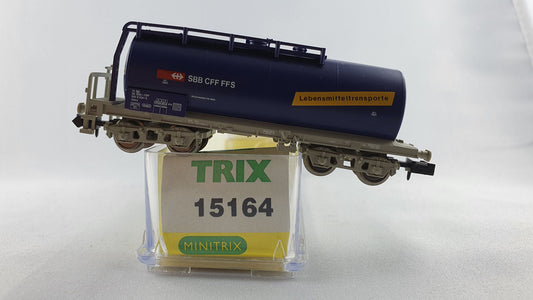 SBB CFF FFS
Lebensmitteltransporte
TRIX
15164
MINITRIX